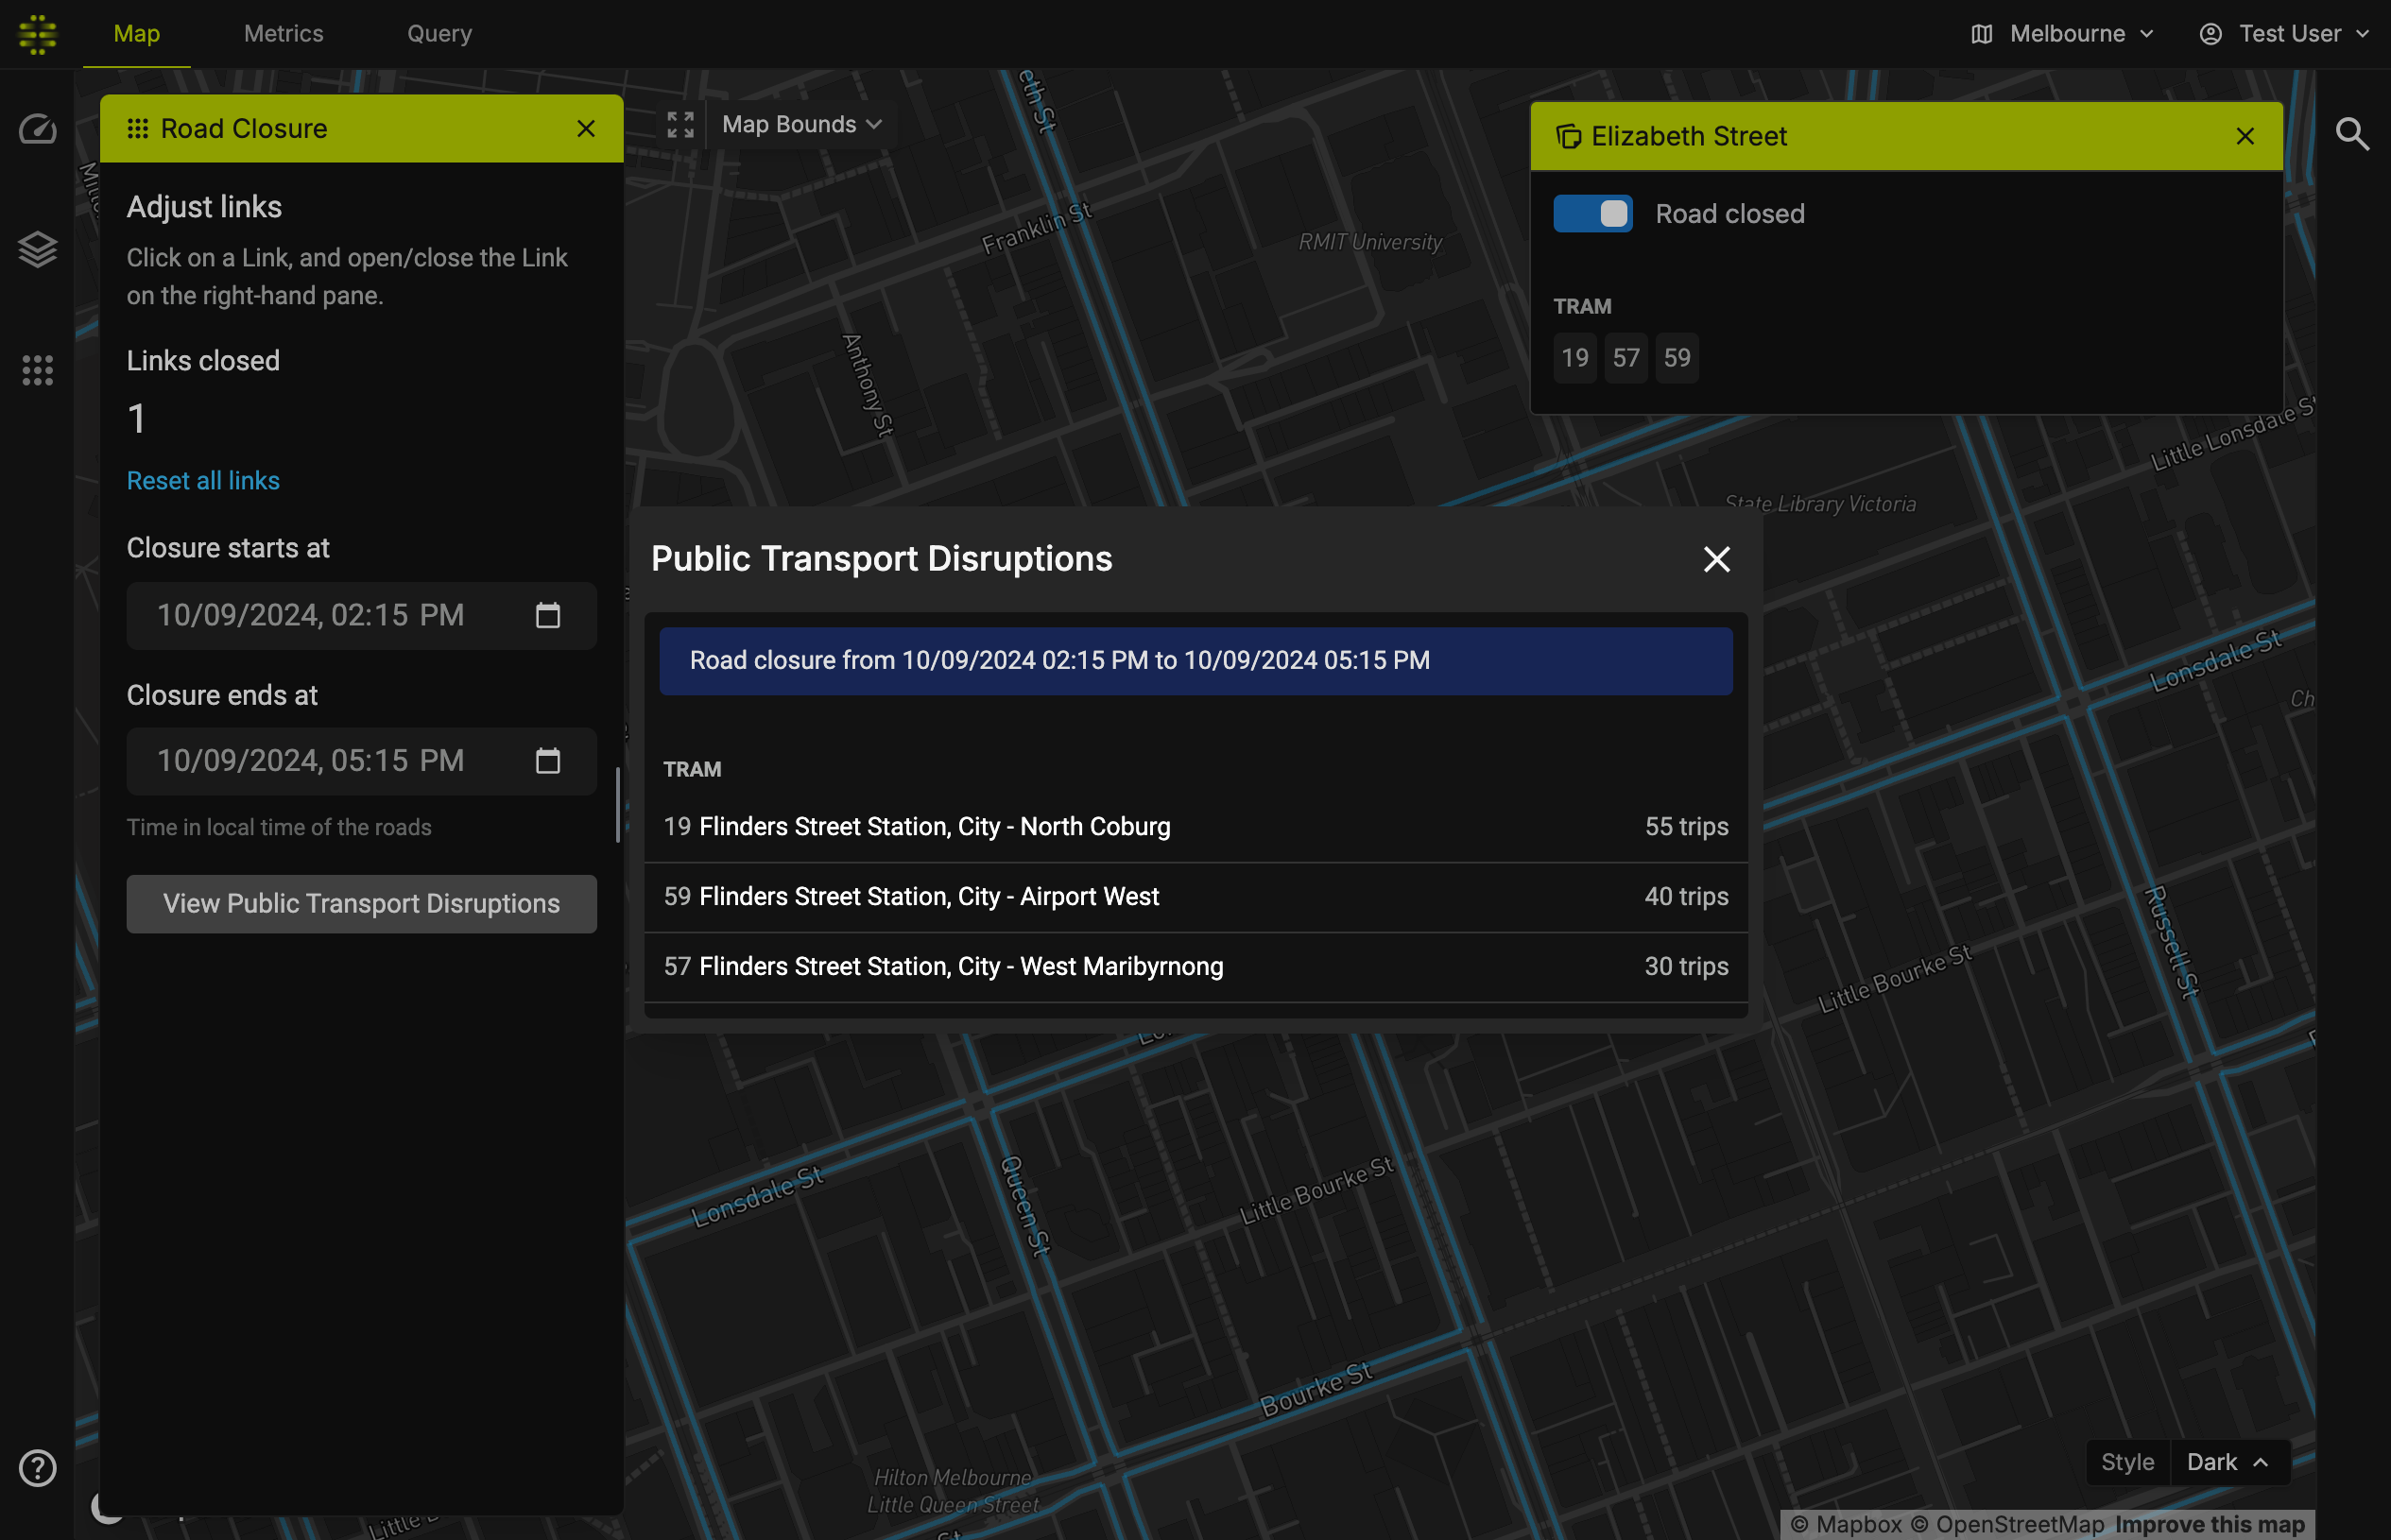 Map
Metrics
Query
Melbourne
Test User
Road Closure
Adjust links
Click on a Link, and open/close the Link
on the right-hand pane.
Links closed
1
Reset all links
Closure starts at
10/09/2024, 02:15 PM
Closure ends at
10/09/2024, 05:15 PM
Time in local time of the roads
View Public Transport Disruptions
Map Bounds
Elizabeth Street
Road closed
TRAM
19 57 59
Public Transport Disruptions
Road closure from 10/09/2024 02:15 PM to 10/09/2024 05:15 PM
TRAM
19 Flinders Street Station, City - North Coburg 55 trips
59 Flinders Street Station, City - Airport West 40 trips
57 Flinders Street Station, City - West Maribyrnong 30 trips
Franklin St
RMIT University
Anthony St
Little Lonsdale St
State Library Victoria
Lonsdale St
Russell St
Little Bourke St
Lonsdale St
Queen St
Little Bourke St
Bourke St
Hilton Melbourne
Little Queen Street
Little
St
Style
Dark
© Mapbox © OpenStreetMap Improve this map